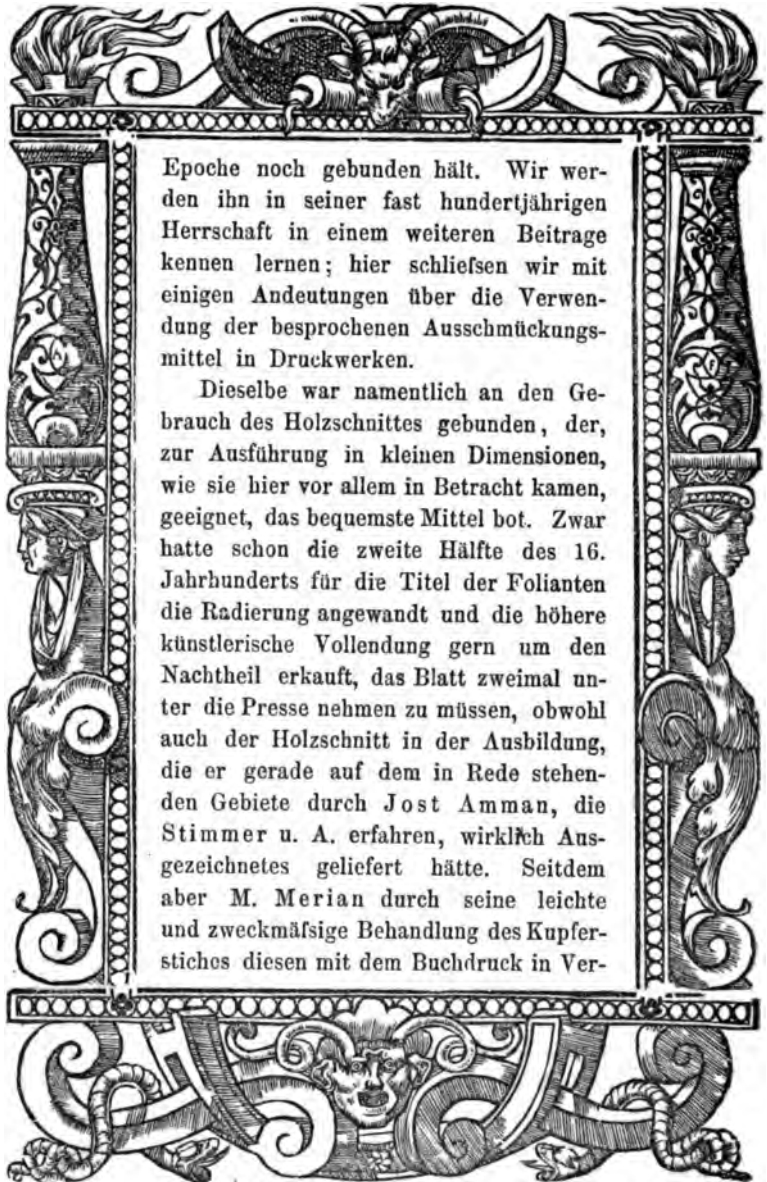 Epoche noch gebunden hält. Wir wer-
den ihn in seiner fast hundertjährigen
Herrschaft in einem weiteren Beitrage
kennen lernen; hier schlieſsen wir mit
einigen Andeutungen über die Verwen-
dung der besprochenen Ausschmückungs-
mittel in Druckwerken.
Dieselbe war namentlich an den Ge-
brauch des Holzschnittes gebunden, der,
zur Ausführung in kleinen Dimensionen,
wie sie hier vor allem in Betracht kamen,
geeignet, das bequemste Mittel bot. Zwar
hatte schon die zweite Hälfte des 16.
Jahrhunderts für die Titel der Folianten
die Radierung angewandt und die höhere
künstlerische Vollendung gern um den
Nachtheil erkauft, das Blatt zweimal un-
ter die Presse nehmen zu müssen, obwohl
auch der Holzschnitt in der Ausbildung,
die er gerade auf dem in Rede stehen-
den Gebiete durch Jost Amman, die
Stimmer u. A. erfahren, wirklich Aus-
gezeichnetes geliefert hätte. Seitdem
aber M. Merian durch seine leichte
und zweckmäſsige Behandlung des Kupfer-
stiches diesen mit dem Buchdruck in Ver-